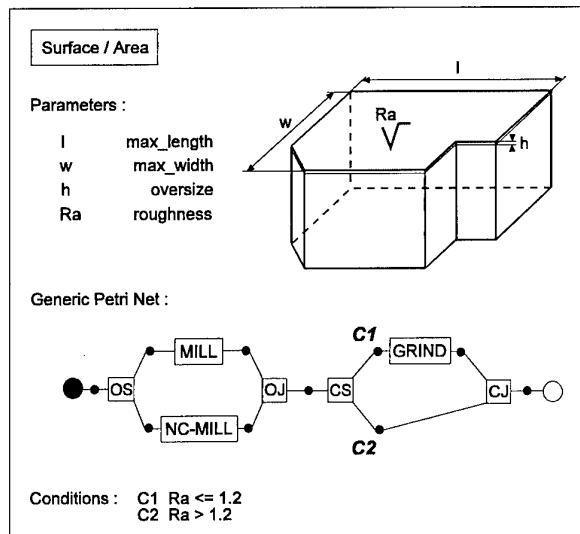 Surface / Area
Parameters :
l max_length
w max_width
h oversize
Ra roughness
l
w
Ra
h
Generic Petri Net :
C1
MILL
GRIND
OS
OJ
CS
CJ
NC-MILL
C2
Conditions : C1 Ra <= 1.2
C2 Ra > 1.2